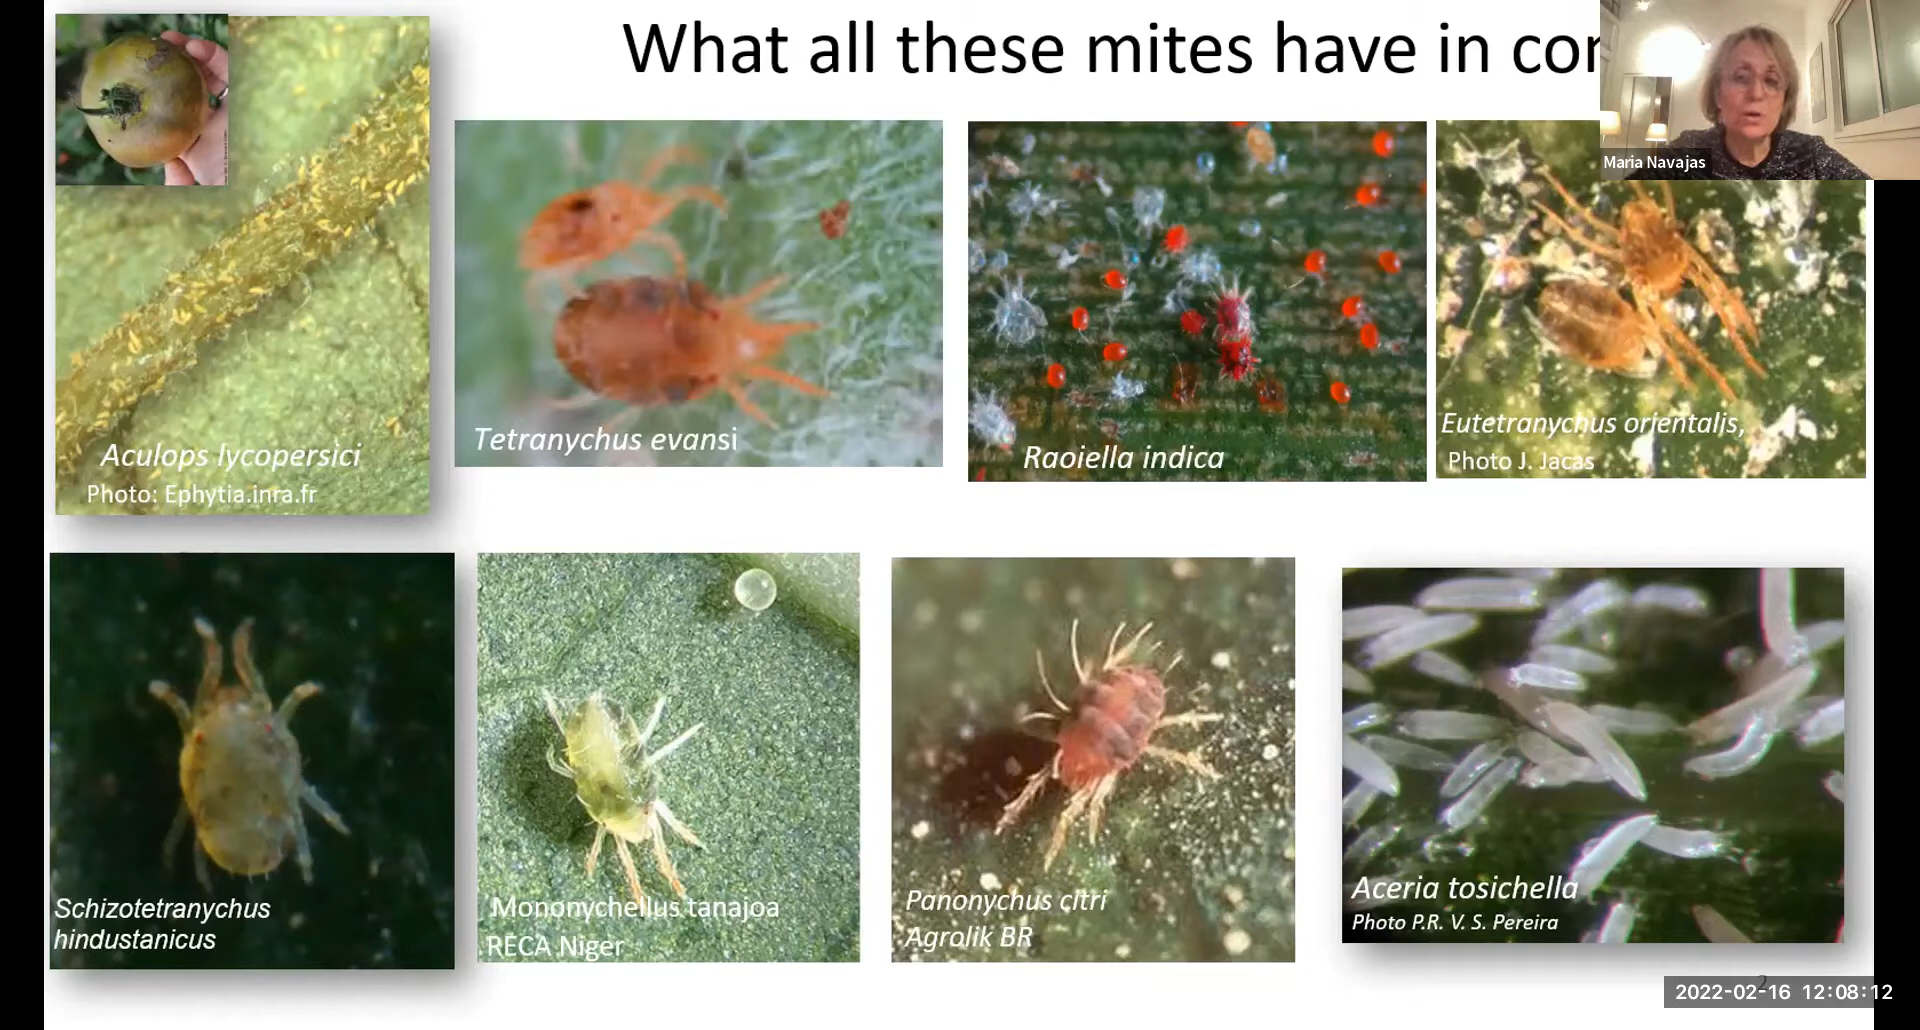 What all these mites have in cor
Maria Navajas
Aculops lycopersici
Photo: Ephytia.inra.fr
Tetranychus evansi
Raoiella indica
Eutetranychus orientalis,
Photo J. Jacas
Schizotetranychus
hindustanicus
Mononychellus tanajoa
RECA Niger
Panonychus citri
Agrolik BR
Aceria tosichella
Photo P.R. V. S. Pereira
2
2022-02-16 12:08:12